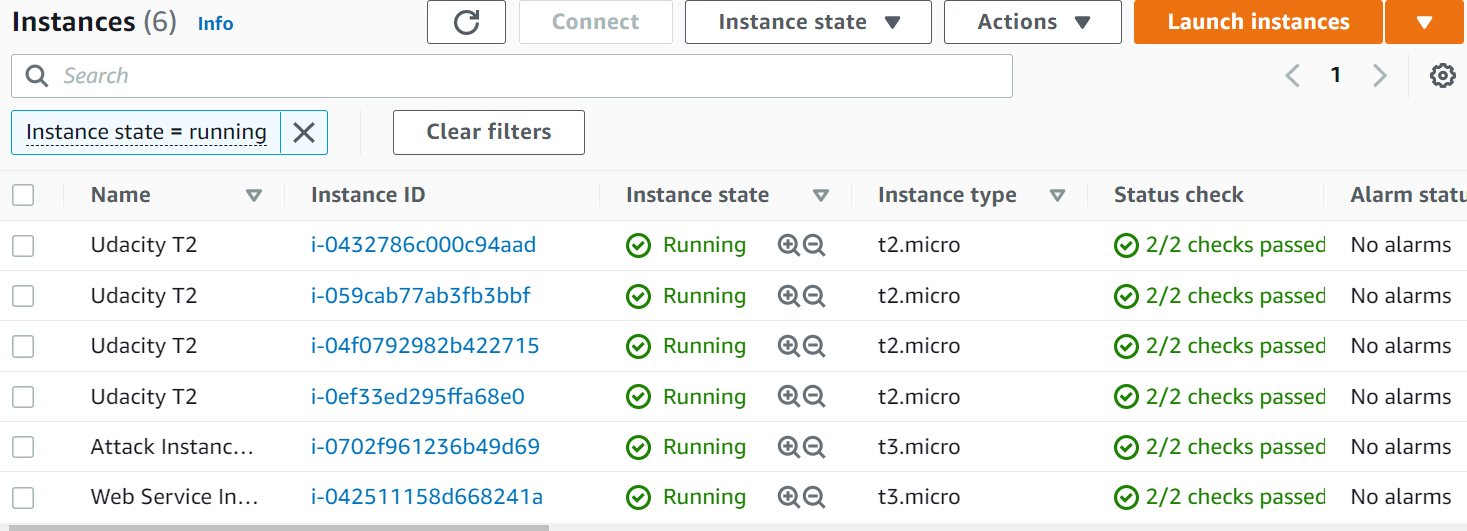 Instances (6) Info Connect Instance state Actions Launch instances
Search 1
Instance state = running Clear filters
Name Instance ID Instance state Instance type Status check Alarm statu
Udacity T2 i-0432786c000c94aad Running t2.micro 2/2 checks passed No alarms
Udacity T2 i-059cab77ab3fb3bbf Running t2.micro 2/2 checks passed No alarms
Udacity T2 i-04f0792982b422715 Running t2.micro 2/2 checks passed No alarms
Udacity T2 i-0ef33ed295ffa68e0 Running t2.micro 2/2 checks passed No alarms
Attack Instanc... i-0702f961236b49d69 Running t3.micro 2/2 checks passed No alarms
Web Service In... i-042511158d668241a Running t3.micro 2/2 checks passed No alarms